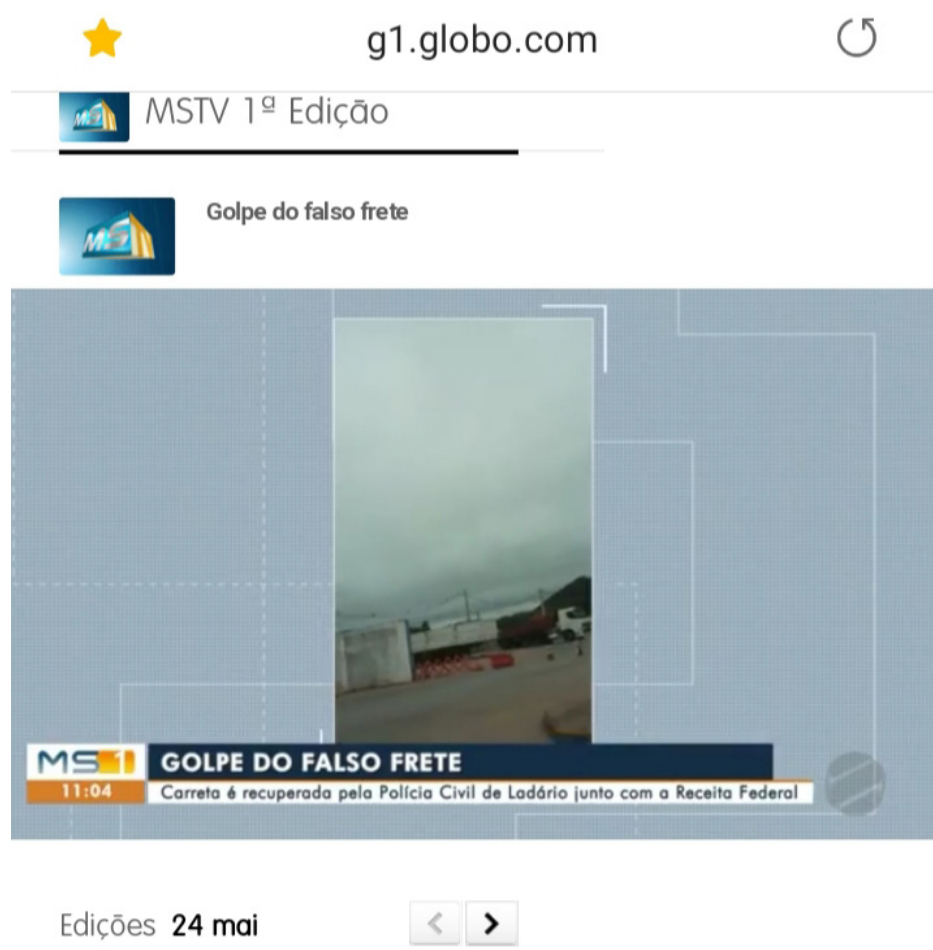 g1.globo.com
MSTV 1ª Edição
Golpe do falso frete
MS1
GOLPE DO FALSO FRETE
11:04
Carreta é recuperada pela Polícia Civil de Ladário junto com a Receita Federal
Edições 24 mai